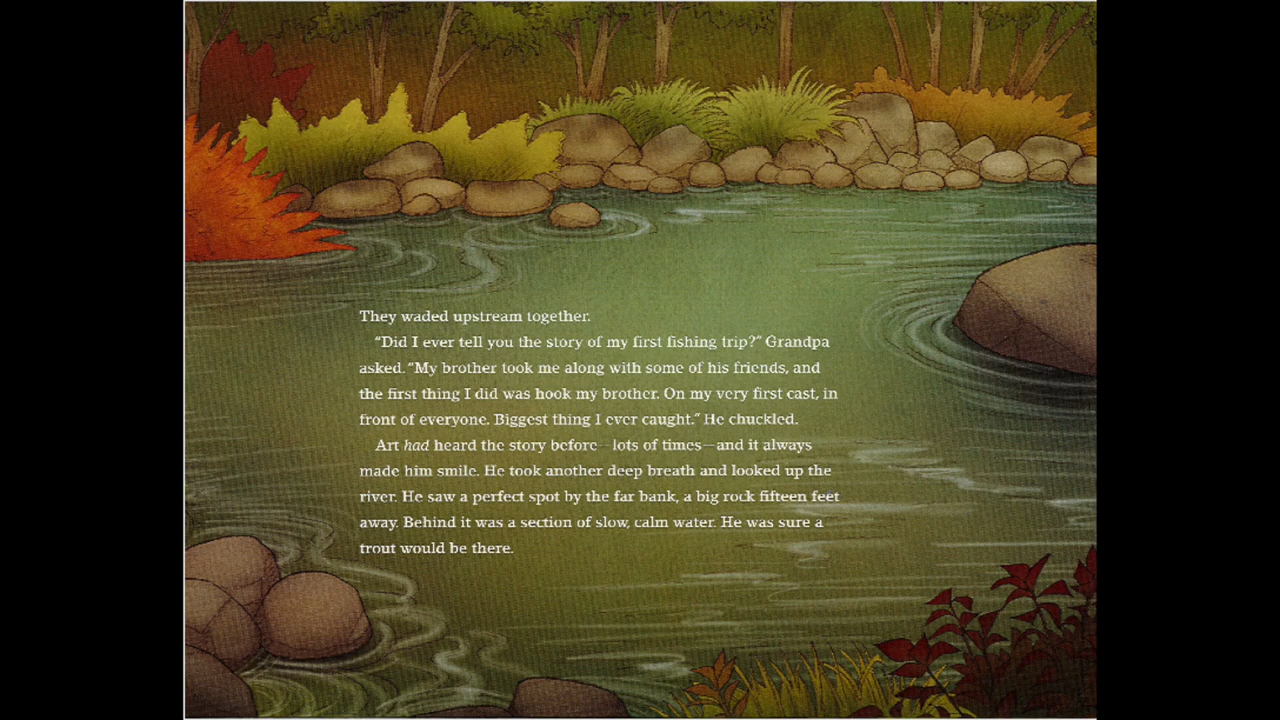 They waded upstream together.
“Did I ever tell you the story of my first fishing trip?” Grandpa
asked. “My brother took me along with some of his friends, and
the first thing I did was hook my brother. On my very first cast, in
front of everyone. Biggest thing I ever caught.” He chuckled.
Art had heard the story before—lots of times—and it always
made him smile. He took another deep breath and looked up the
river. He saw a perfect spot by the far bank, a big rock fifteen feet
away. Behind it was a section of slow, calm water. He was sure a
trout would be there.